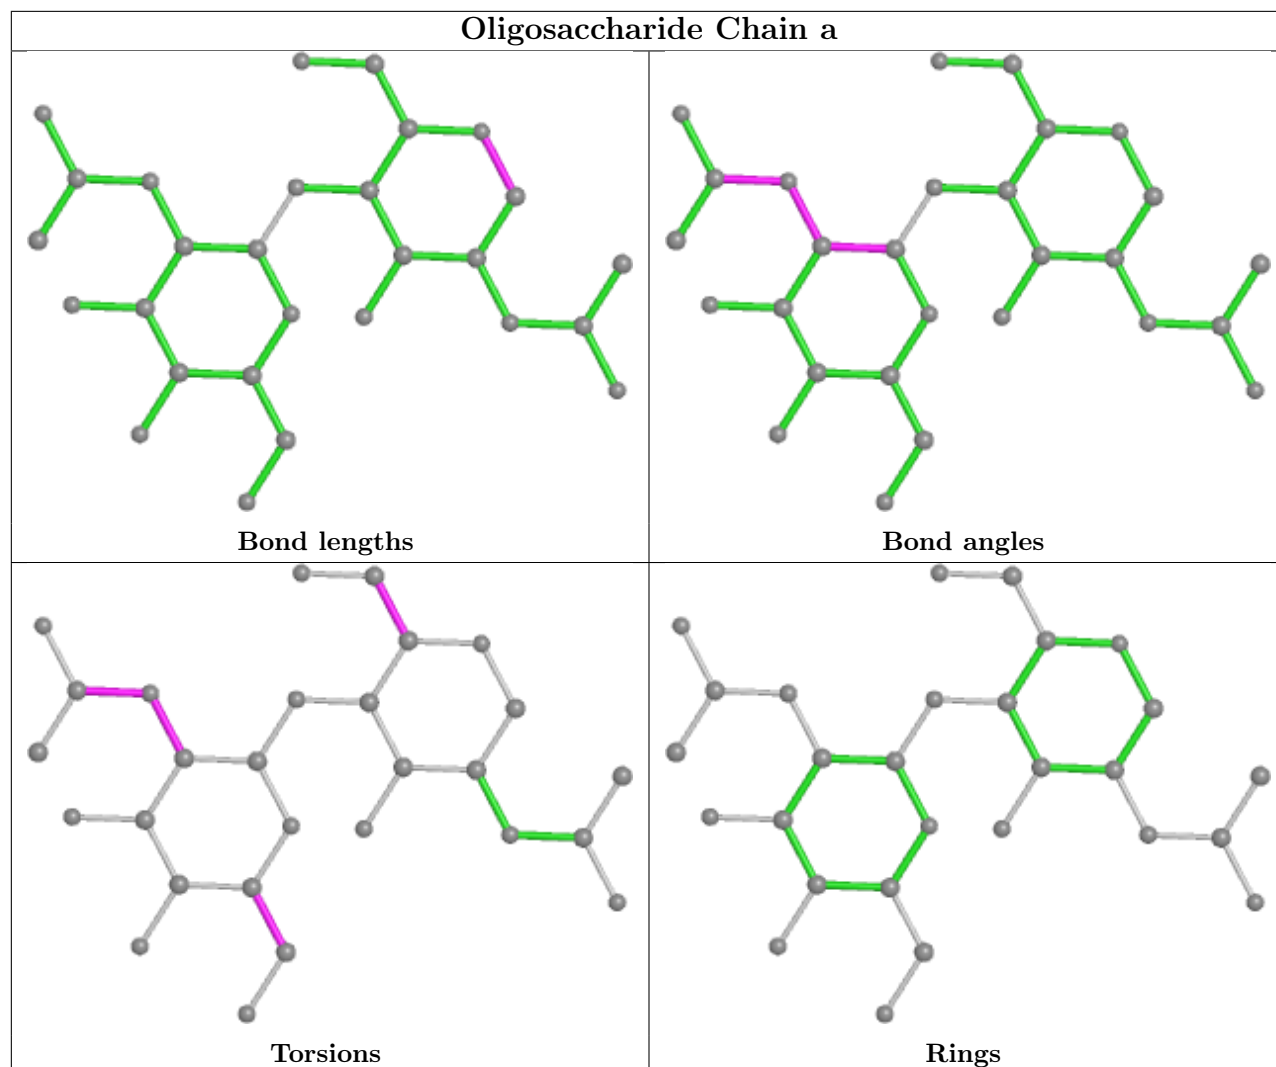 Oligosaccharide Chain a
Bond lengths
Bond angles
Torsions
Rings